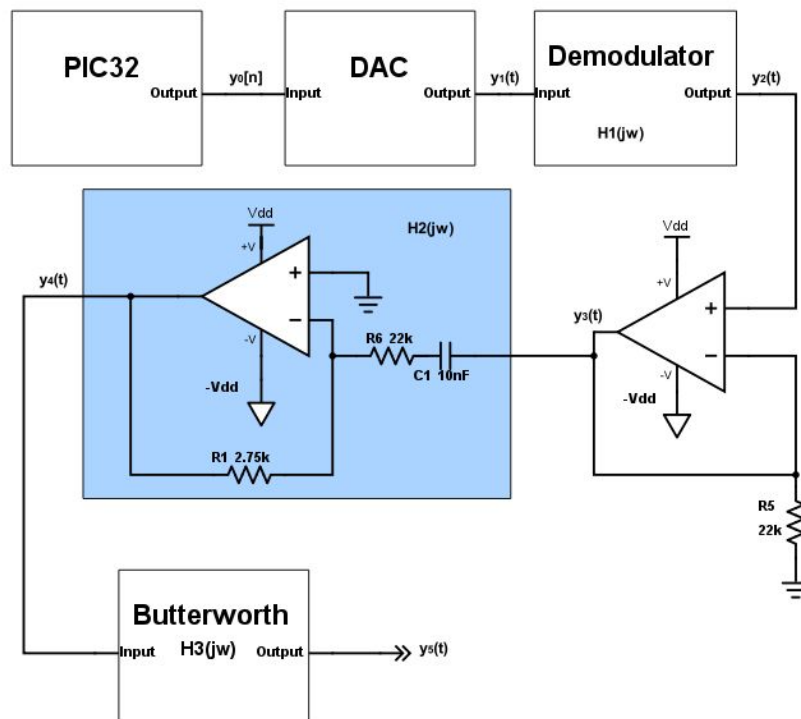 PIC32
Output
y0[n]
DAC
Input
Output
y1(t)
Demodulator
Input
Output
H1(jw)
y2(t)
H2(jw)
Vdd
+V
+
−
-V
-Vdd
y4(t)
R6 22k
C1 10nF
R1 2.75k
y3(t)
Vdd
+V
+
−
-V
-Vdd
R5
22k
Butterworth
H3(jw)
Input
Output
y5(t)